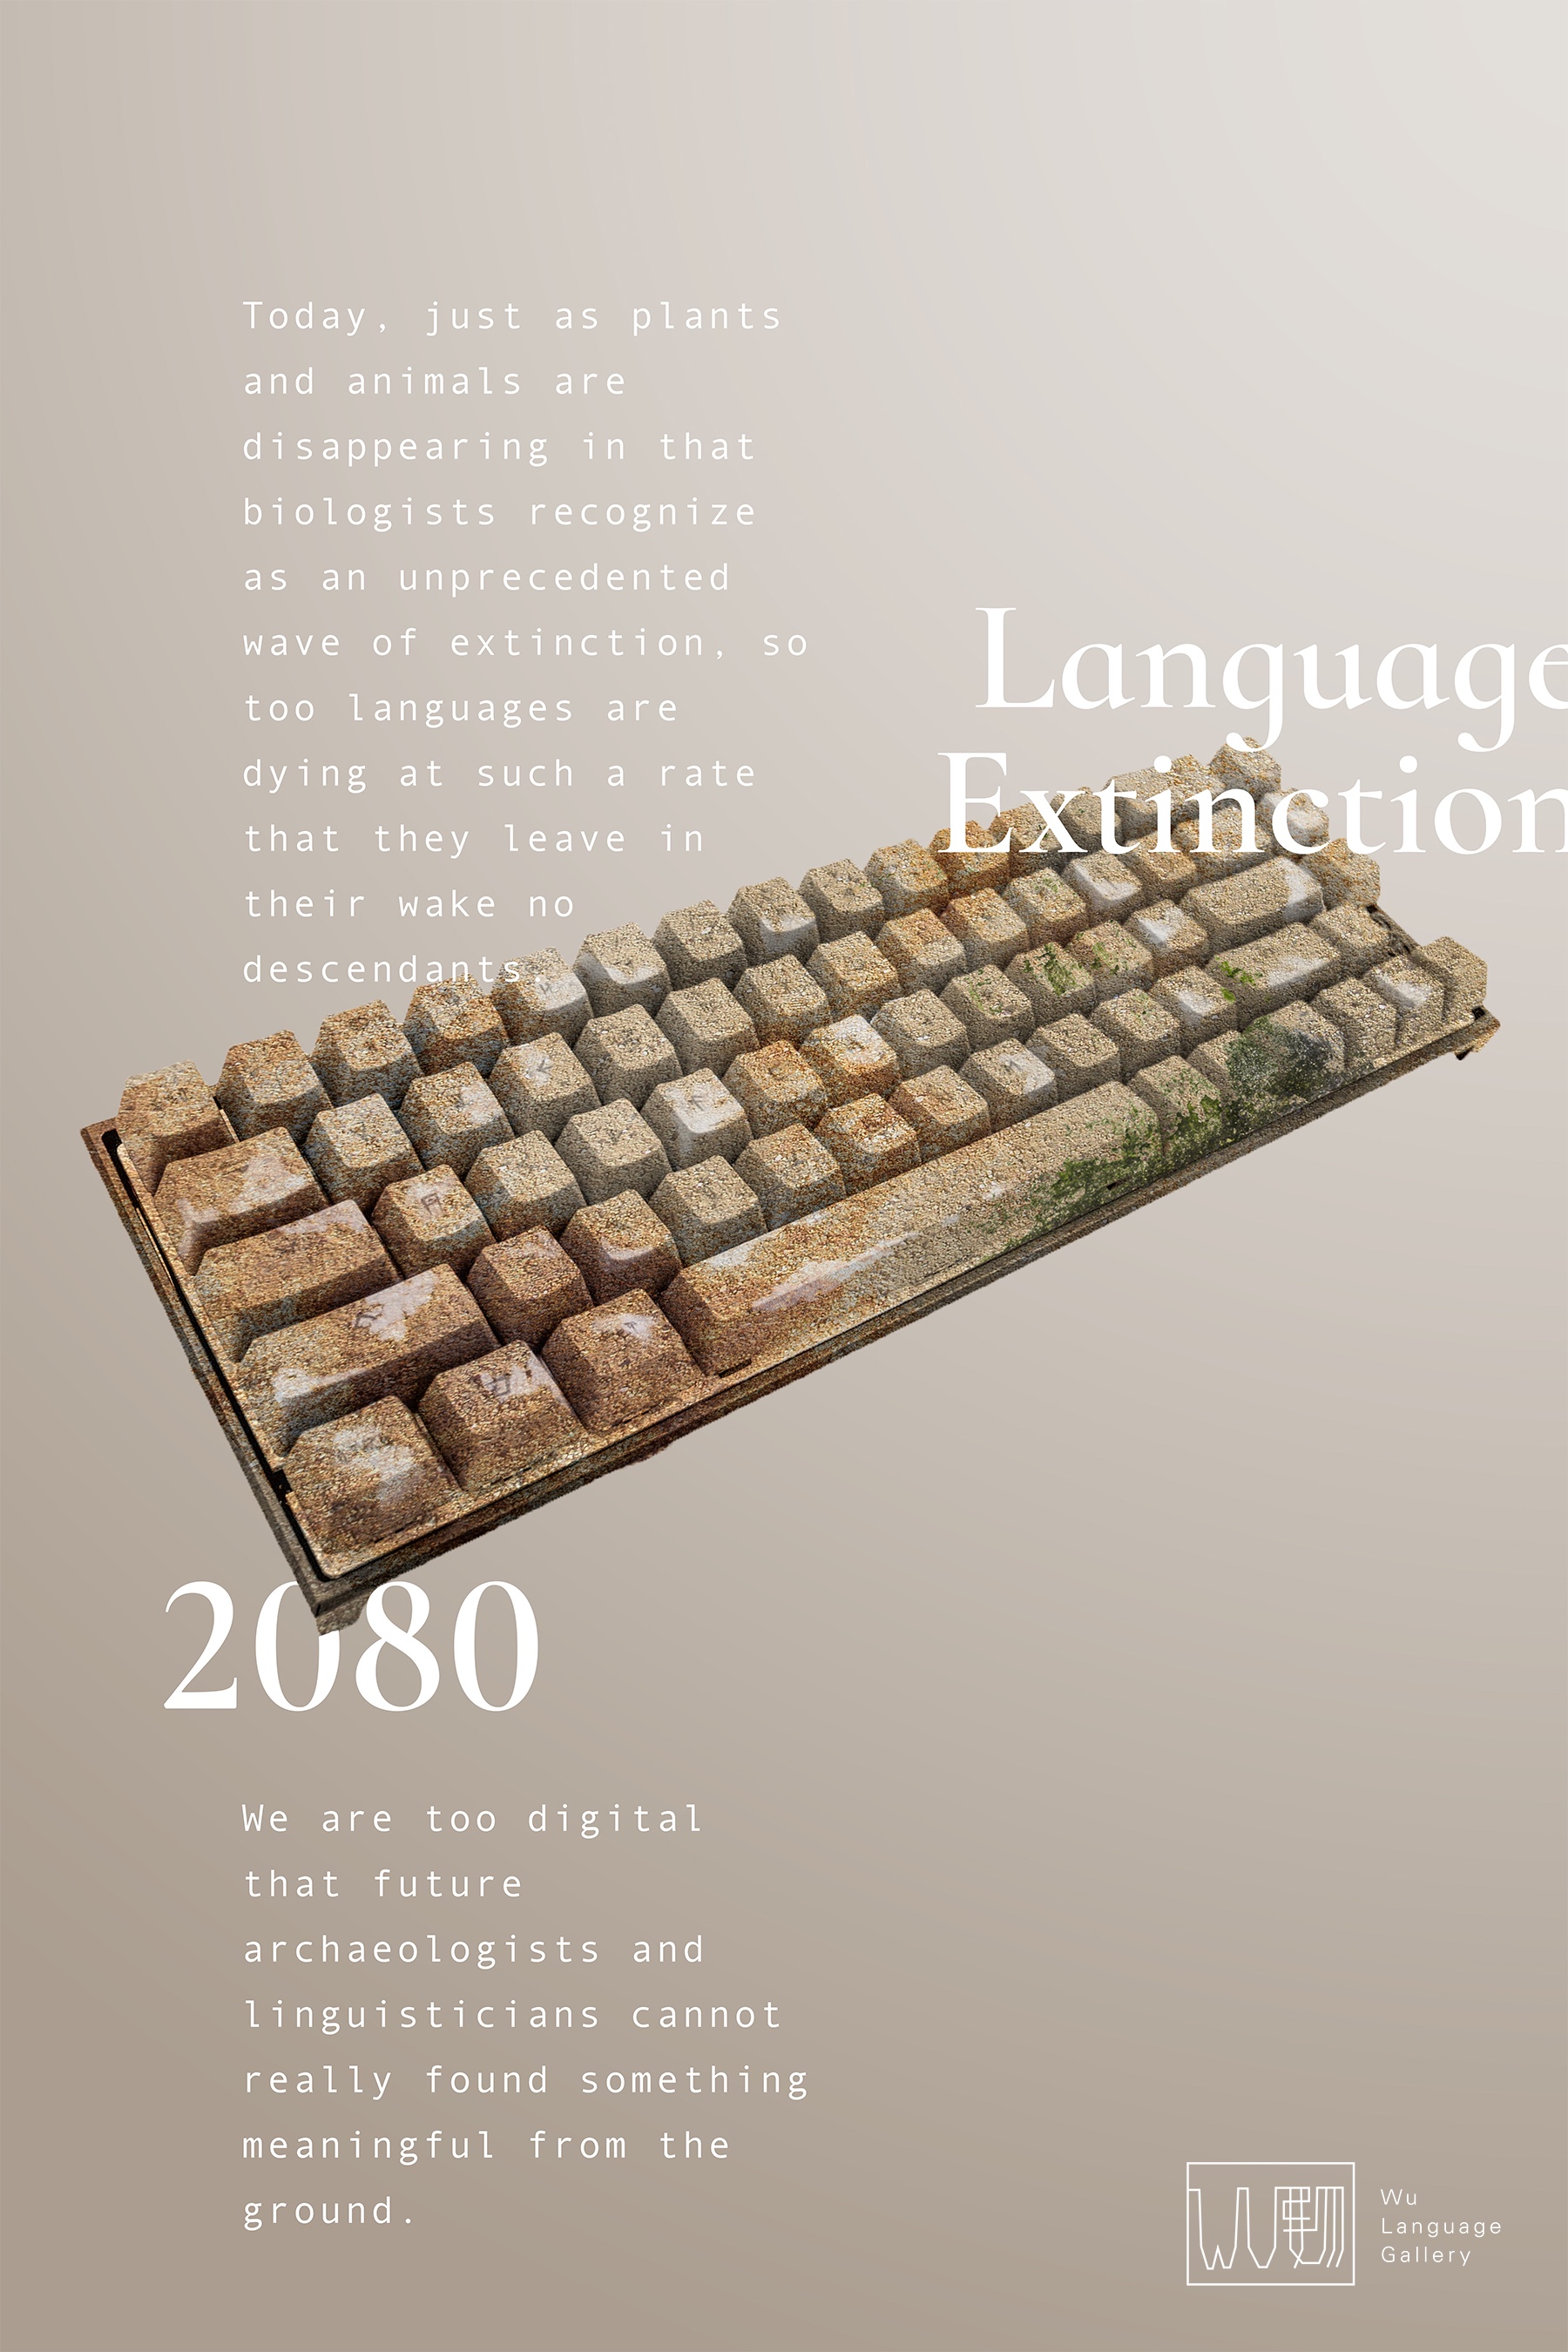 Today, just as plants
and animals are
disappearing in that
biologists recognize
as an unprecedented
wave of extinction, so
too languages are
dying at such a rate
that they leave in
their wake no
descendants.
Language
Extinction
2080
We are too digital
that future
archaeologists and
linguisticians cannot
really found something
meaningful from the
ground.
Wu
Language
Gallery